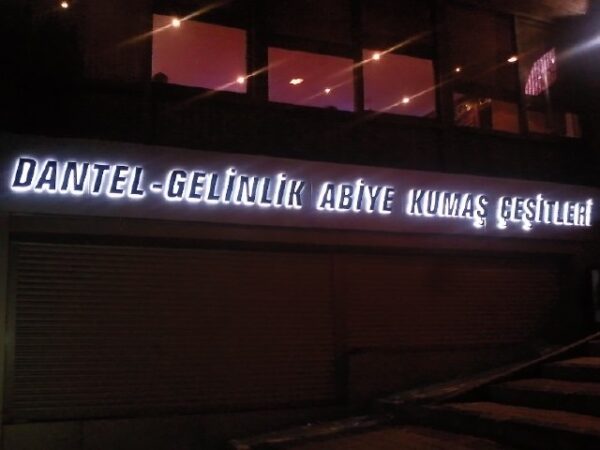 DANTEL-GELİNLİK ABİYE KUMAŞ ÇEŞİTLERİ